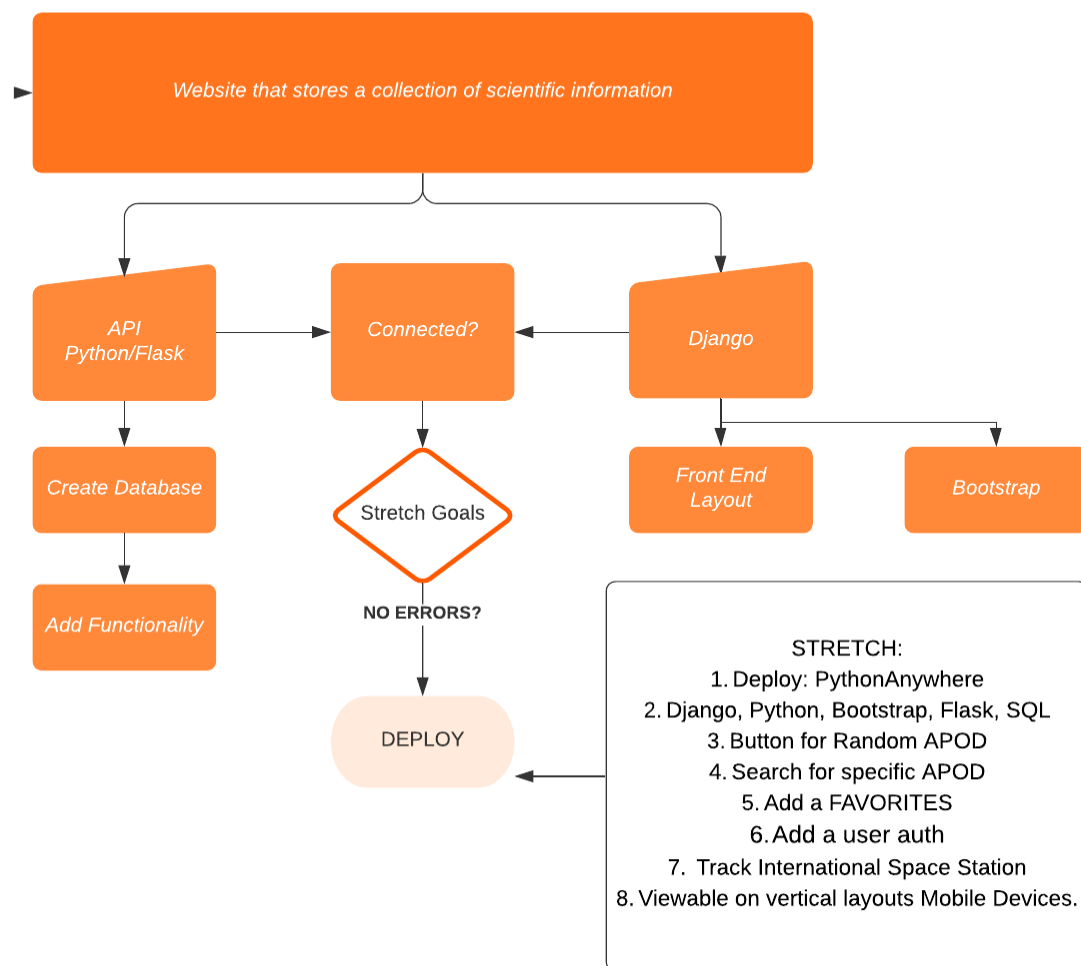 Website that stores a collection of scientific information
API
Python/Flask
Connected?
Django
Create Database
Stretch Goals
Front End
Layout
Bootstrap
Add Functionality
NO ERRORS?
DEPLOY
STRETCH:
1. Deploy: PythonAnywhere
2. Django, Python, Bootstrap, Flask, SQL
3. Button for Random APOD
4. Search for specific APOD
5. Add a FAVORITES
6. Add a user auth
7. Track International Space Station
8. Viewable on vertical layouts Mobile Devices.